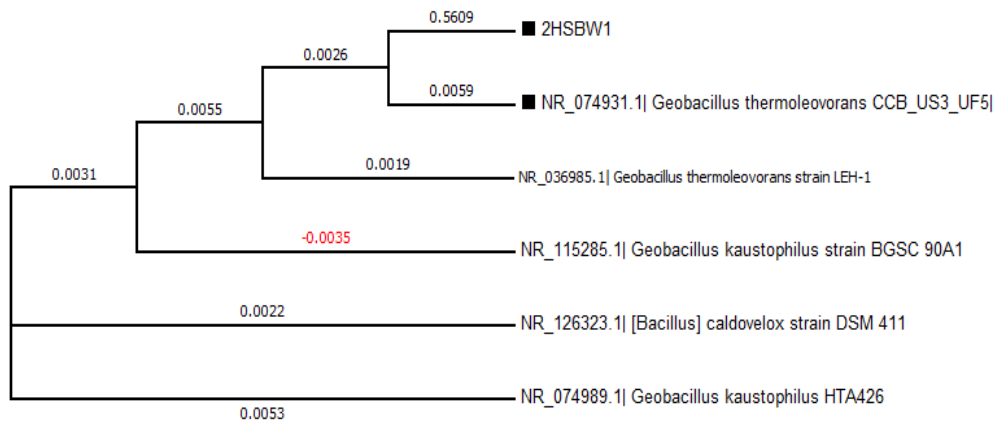 0.5609
2HSBW1
0.0026
0.0059
NR_074931.1| Geobacillus thermoleovorans CCB_US3_UF5|
0.0055
0.0019
NR_036985.1| Geobacillus thermoleovorans strain LEH-1
0.0031
-0.0035
NR_115285.1| Geobacillus kaustophilus strain BGSC 90A1
0.0022
NR_126323.1| [Bacillus] caldovelox strain DSM 411
NR_074989.1| Geobacillus kaustophilus HTA426
0.0053